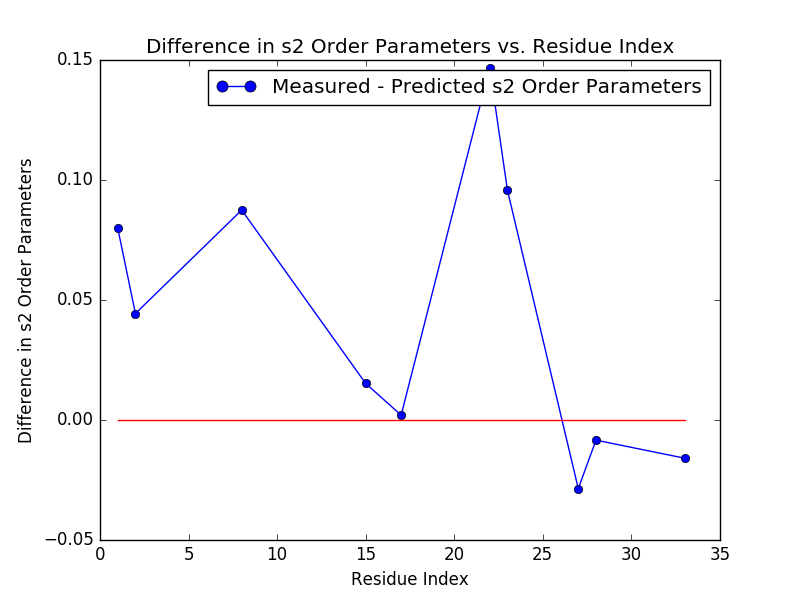 Difference in s2 Order Parameters vs. Residue Index
Measured - Predicted s2 Order Parameters
0.15
0.10
0.05
0.00
−0.05
Difference in s2 Order Parameters
0 5 10 15 20 25 30 35
Residue Index